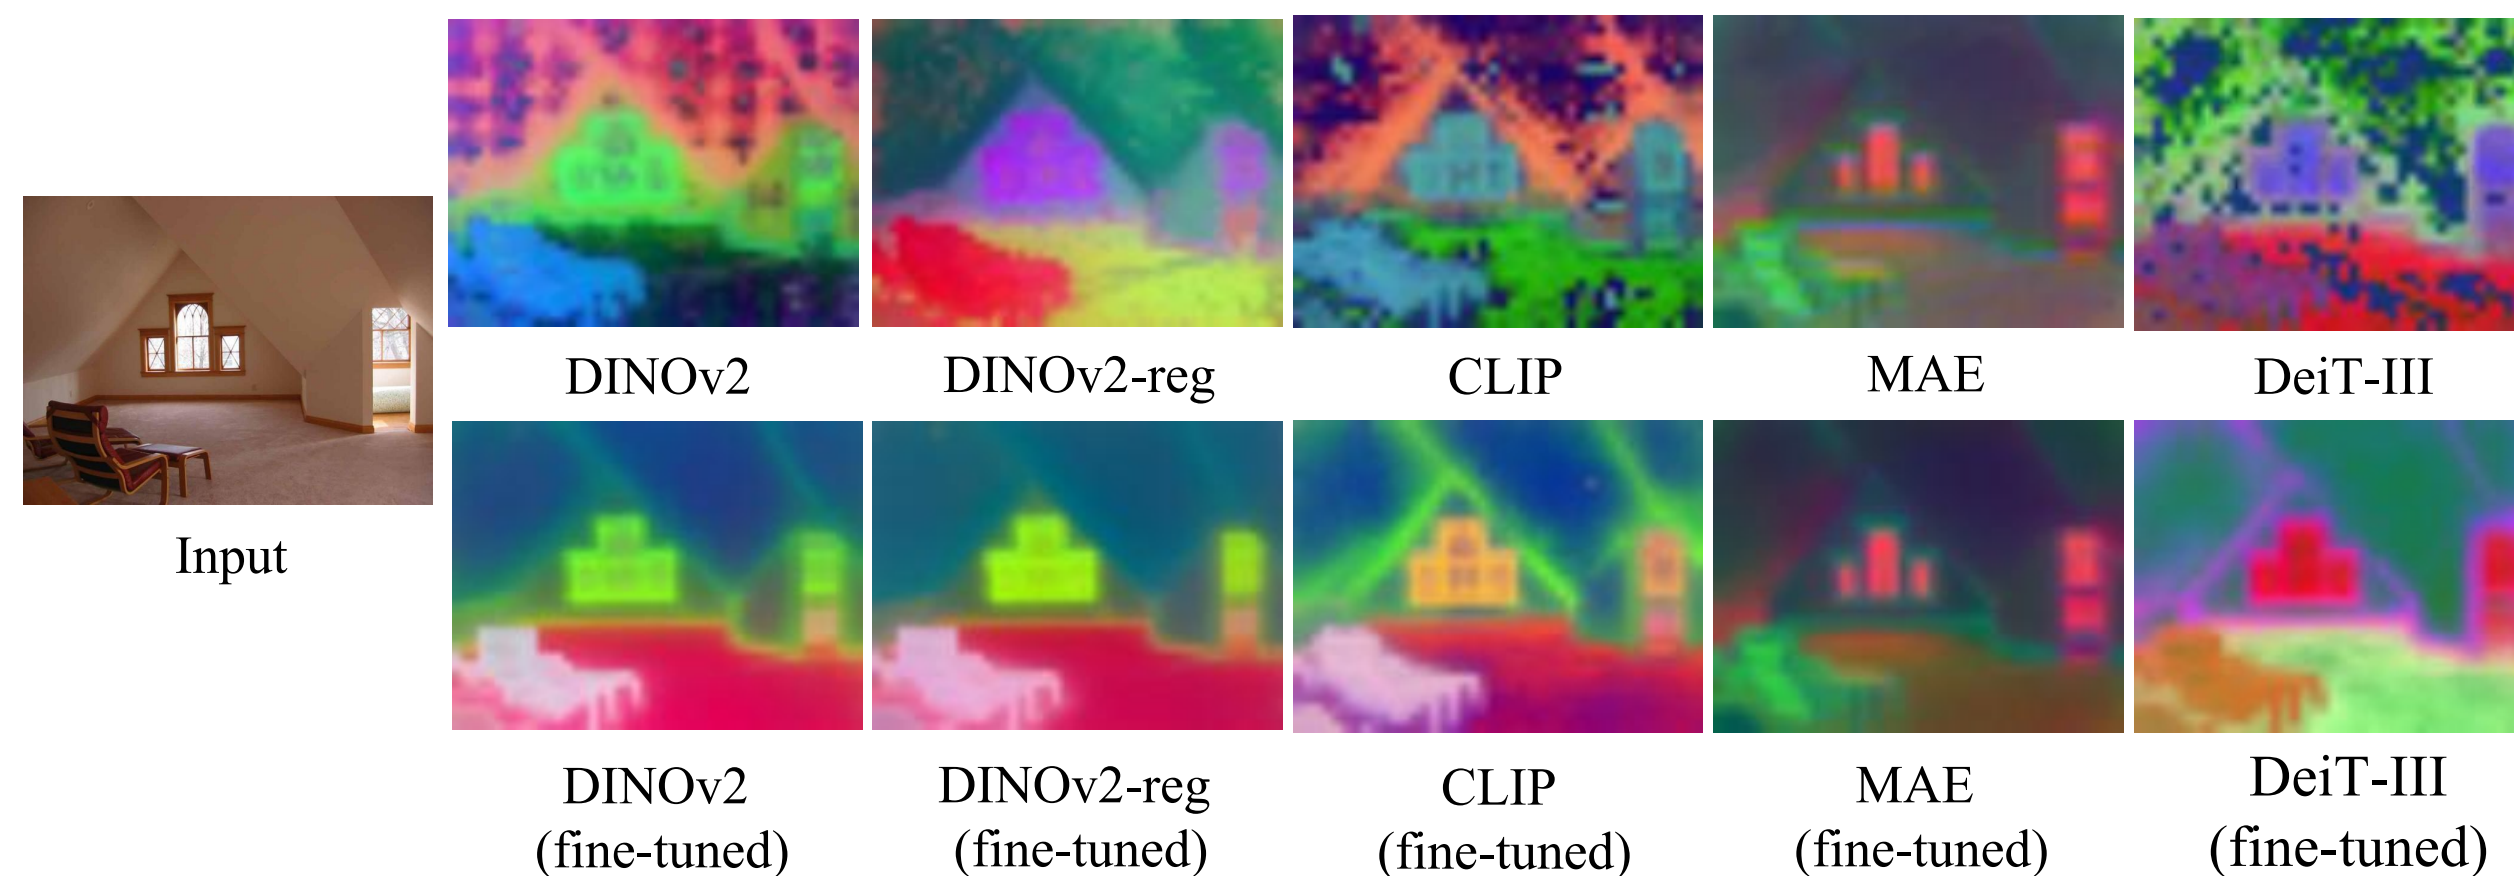 Input
DINOv2
DINOv2-reg
CLIP
MAE
DeiT-III
DINOv2
(fine-tuned)
DINOv2-reg
(fine-tuned)
CLIP
(fine-tuned)
MAE
(fine-tuned)
DeiT-III
(fine-tuned)